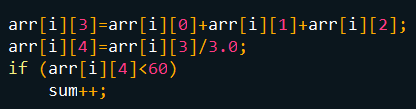 arr[i][3]=arr[i][0]+arr[i][1]+arr[i][2];
arr[i][4]=arr[i][3]/3.0;
if (arr[i][4]<60)
    sum++;